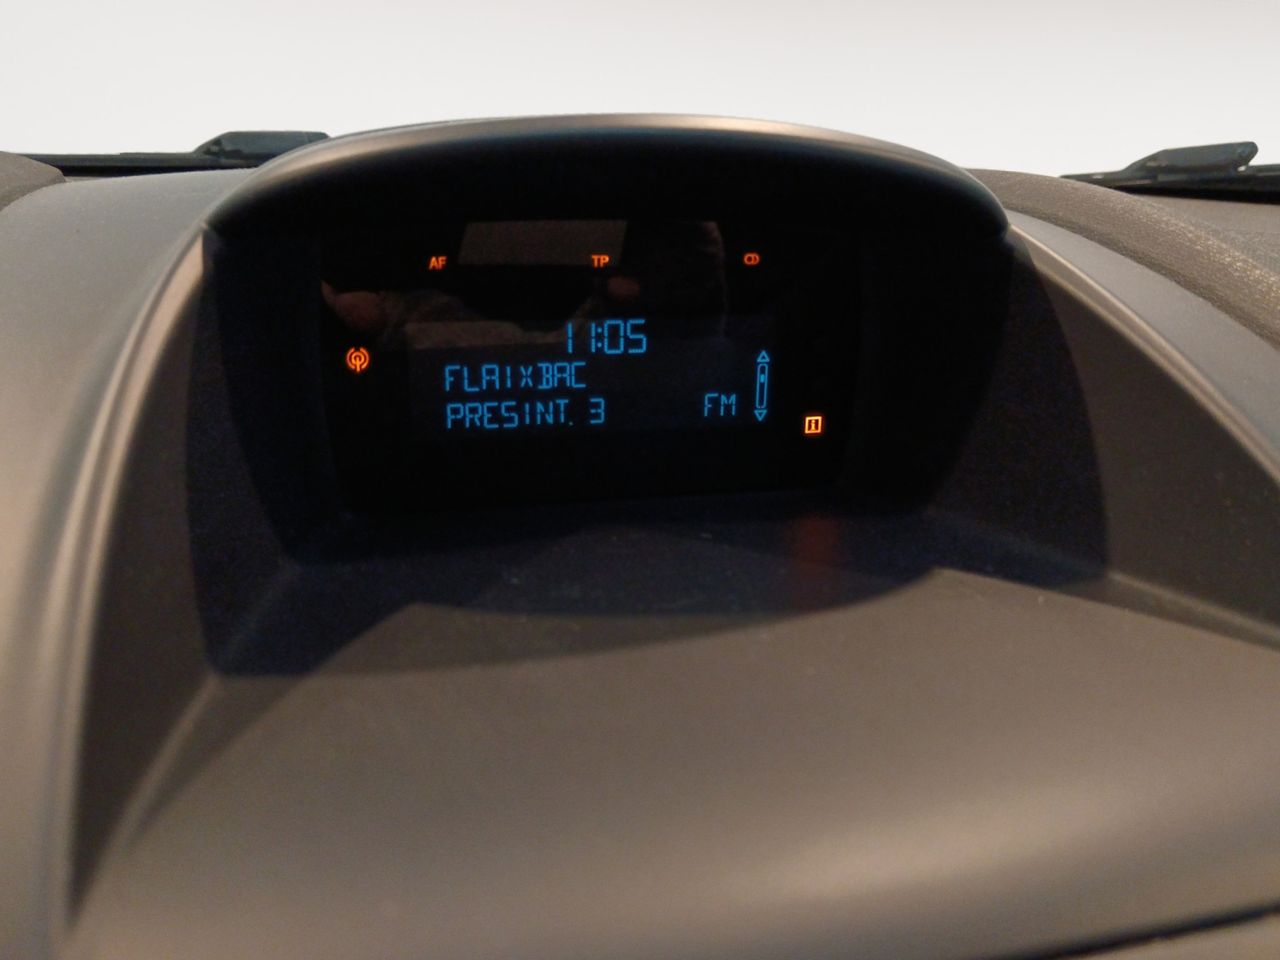 AF TP
11:05
FLAIXBAC
PRESINT. 3 FM
i